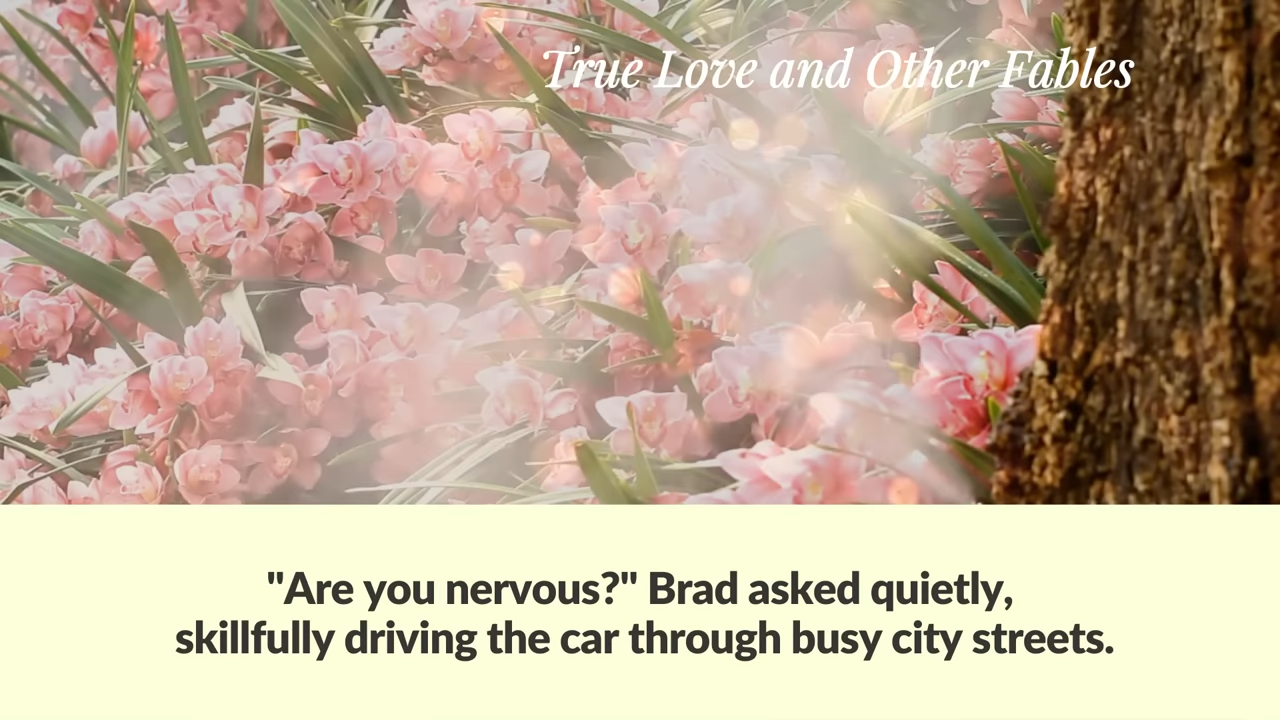 True Love and Other Fables
"Are you nervous?" Brad asked quietly,
skillfully driving the car through busy city streets.